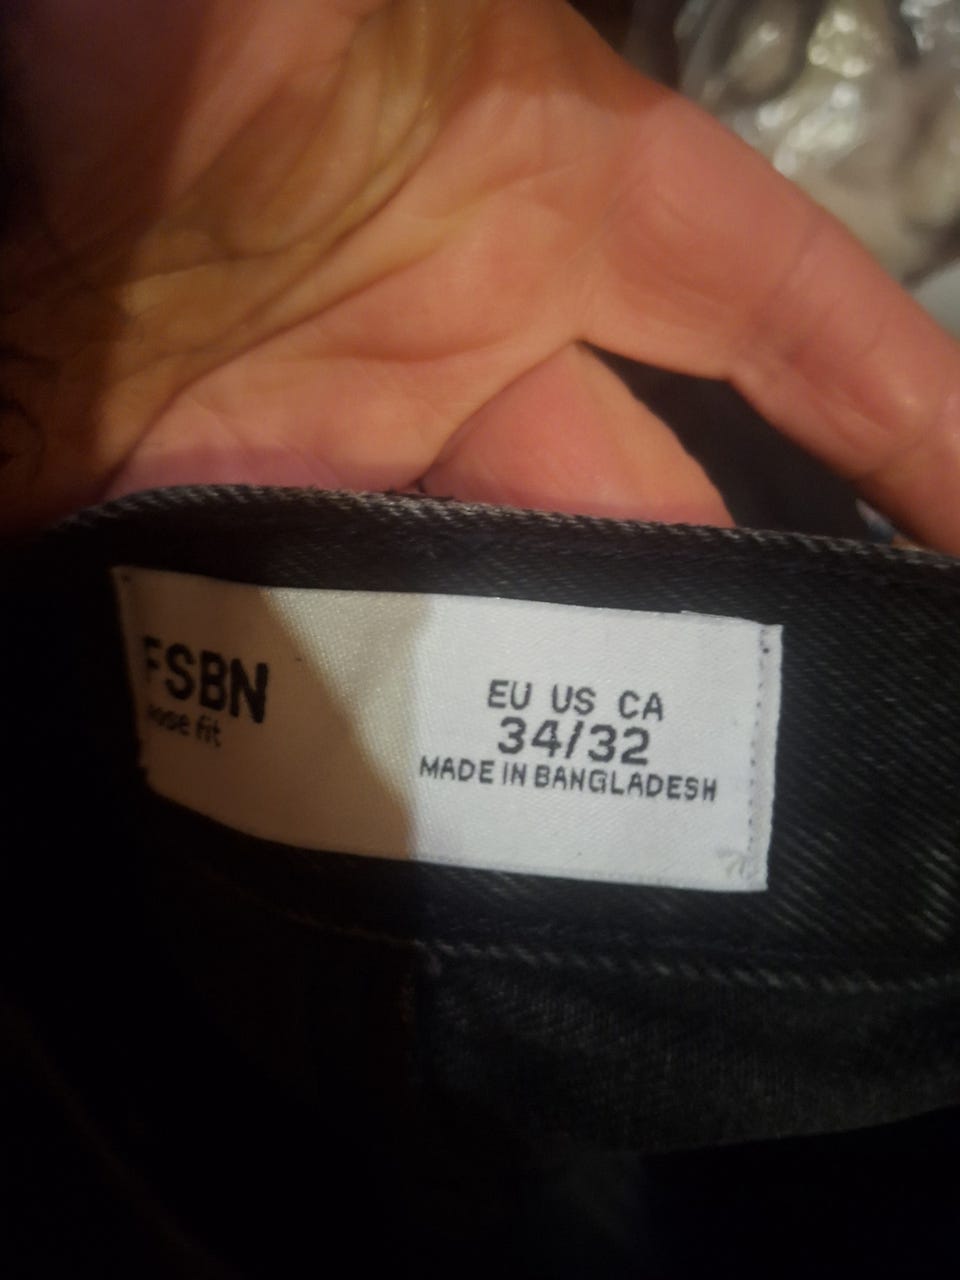 FSBN
loose fit
EU US CA
34/32
MADE IN BANGLADESH